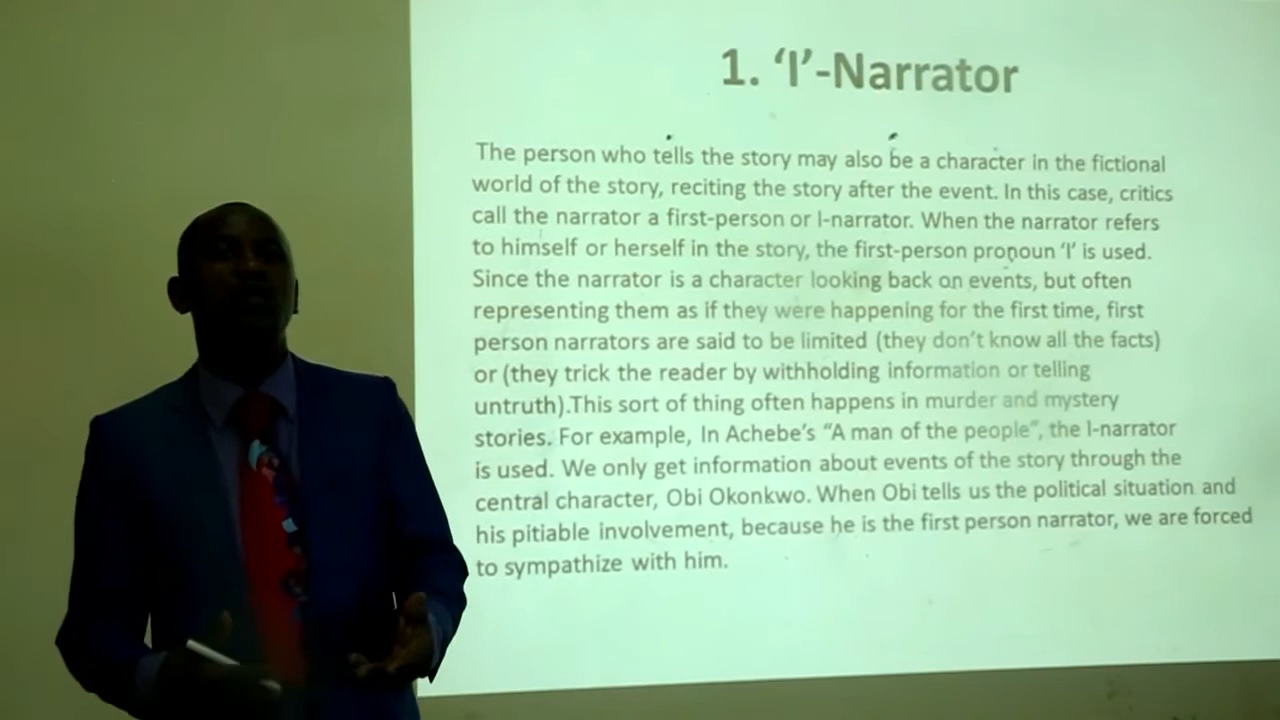 1. ‘I’-Narrator
The person who tells the story may also be a character in the fictional
world of the story, reciting the story after the event. In this case, critics
call the narrator a first-person or I-narrator. When the narrator refers
to himself or herself in the story, the first-person pronoun ‘I’ is used.
Since the narrator is a character looking back on events, but often
representing them as if they were happening for the first time, first
person narrators are said to be limited (they don’t know all the facts)
or (they trick the reader by withholding information or telling
untruth).This sort of thing often happens in murder and mystery
stories. For example, In Achebe’s “A man of the people”, the I-narrator
is used. We only get information about events of the story through the
central character, Obi Okonkwo. When Obi tells us the political situation and
his pitiable involvement, because he is the first person narrator, we are forced
to sympathize with him.